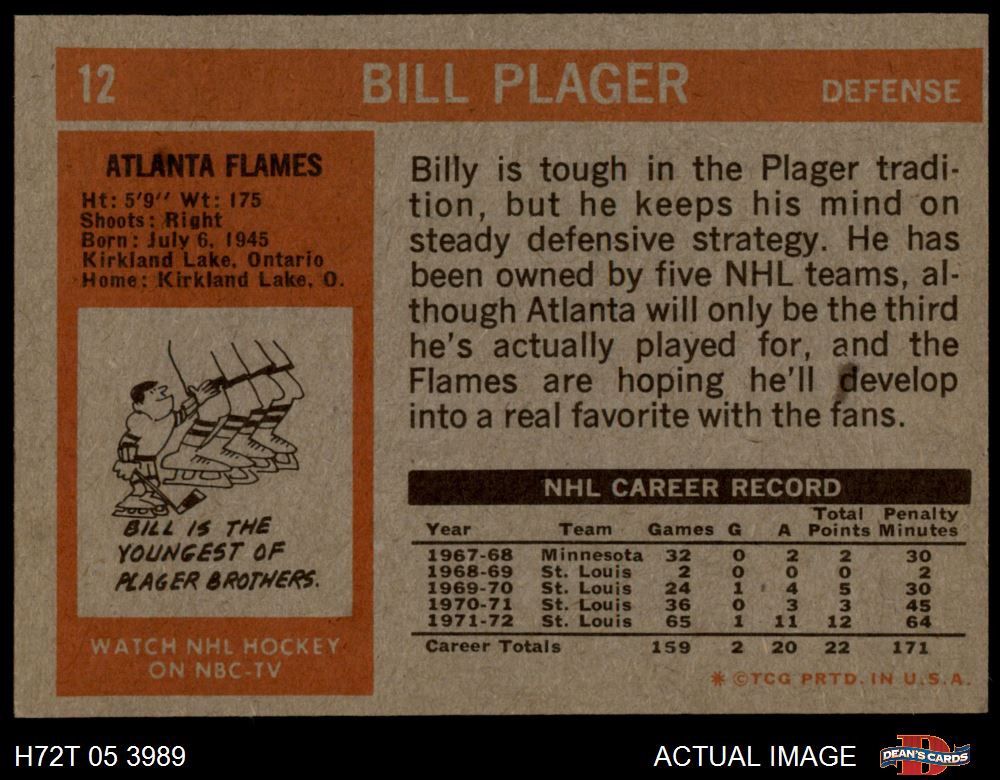 12 BILL PLAGER DEFENSE
ATLANTA FLAMES
Ht: 5'9" Wt: 175
Shoots: Right
Born: July 6, 1945
Kirkland Lake, Ontario
Home: Kirkland Lake, O.
BILL IS THE
YOUNGEST OF
PLAGER BROTHERS.
WATCH NHL HOCKEY
ON NBC-TV
Billy is tough in the Plager tradi-
tion, but he keeps his mind on
steady defensive strategy. He has
been owned by five NHL teams, al-
though Atlanta will only be the third
he's actually played for, and the
Flames are hoping he'll develop
into a real favorite with the fans.
NHL CAREER RECORD
Year Team Games G A Total Points Penalty Minutes
1967-68 Minnesota 32 0 2 2 30
1968-69 St. Louis 2 0 0 0 2
1969-70 St. Louis 24 1 4 5 30
1970-71 St. Louis 36 0 3 3 45
1971-72 St. Louis 65 1 11 12 64
Career Totals 159 2 20 22 171
* ©TCG PRTD. IN U.S.A.
H72T 05 3989 ACTUAL IMAGE DEAN'S CARDS